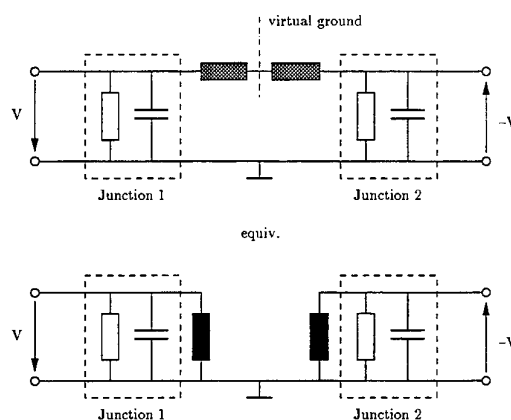 virtual ground
V
–V
Junction 1
Junction 2
equiv.
V
–V
Junction 1
Junction 2